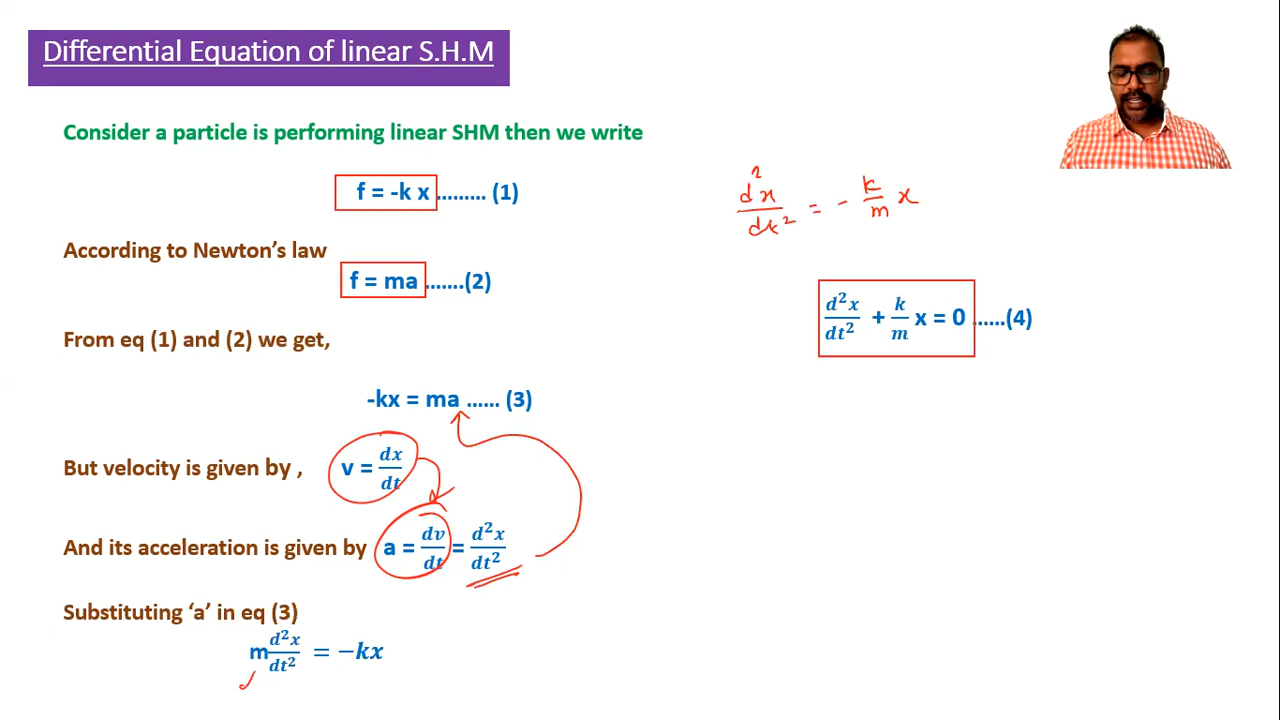 Differential Equation of linear S.H.M
Consider a particle is performing linear SHM then we write
f = -k x ......... (1)
According to Newton's law
f = ma .......(2)
From eq (1) and (2) we get,
-kx = ma ...... (3)
But velocity is given by , v = dx/dt
And its acceleration is given by a = dv/dt = d²x/dt²
Substituting 'a' in eq (3)
m d²x/dt² = −kx
d²x/dt² = - k/m x
d²x/dt² + k/m x = 0 ......(4)